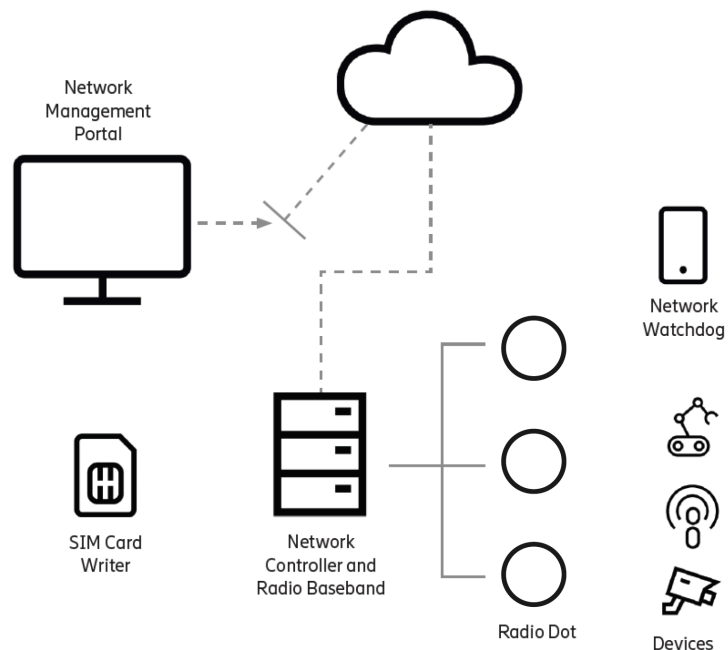 Network
Management
Portal
Network
Watchdog
SIM Card
Writer
Network
Controller and
Radio Baseband
Radio Dot
Devices